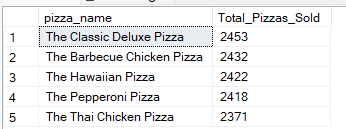 pizza_name Total_Pizzas_Sold
1 The Classic Deluxe Pizza 2453
2 The Barbecue Chicken Pizza 2432
3 The Hawaiian Pizza 2422
4 The Pepperoni Pizza 2418
5 The Thai Chicken Pizza 2371